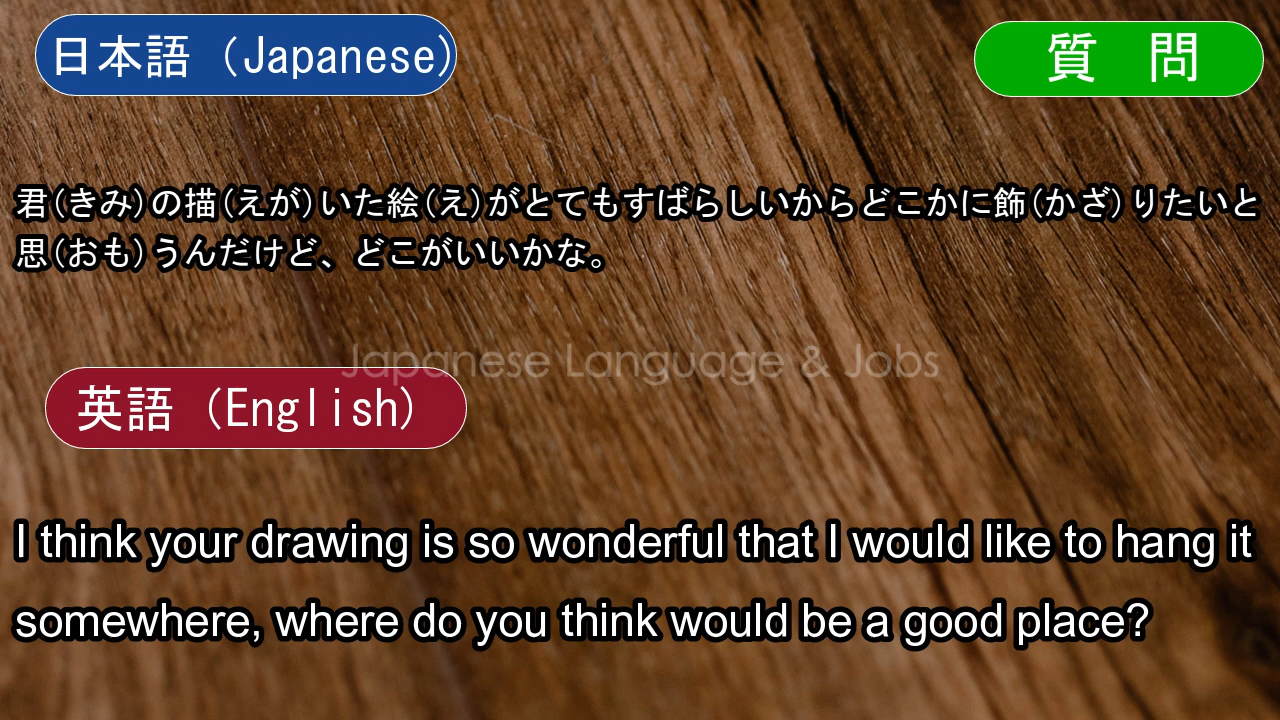 日本語（Japanese）
質　問
君（きみ）の描（えが）いた絵（え）がとてもすばらしいからどこかに飾（かざ）りたいと
思（おも）うんだけど、どこがいいかな。
Japanese Language & Jobs
英語（English）
I think your drawing is so wonderful that I would like to hang it
somewhere, where do you think would be a good place?